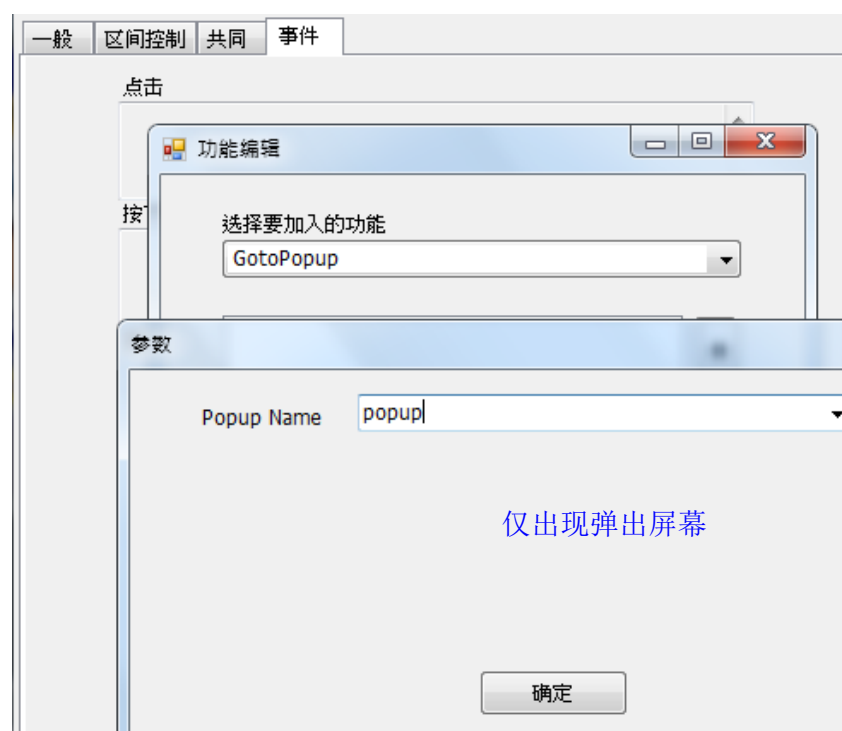 一般 区间控制 共同 事件
点击
功能编辑
按
选择要加入的功能
GotoPopup
参数
Popup Name popup
仅出现弹出屏幕
确定